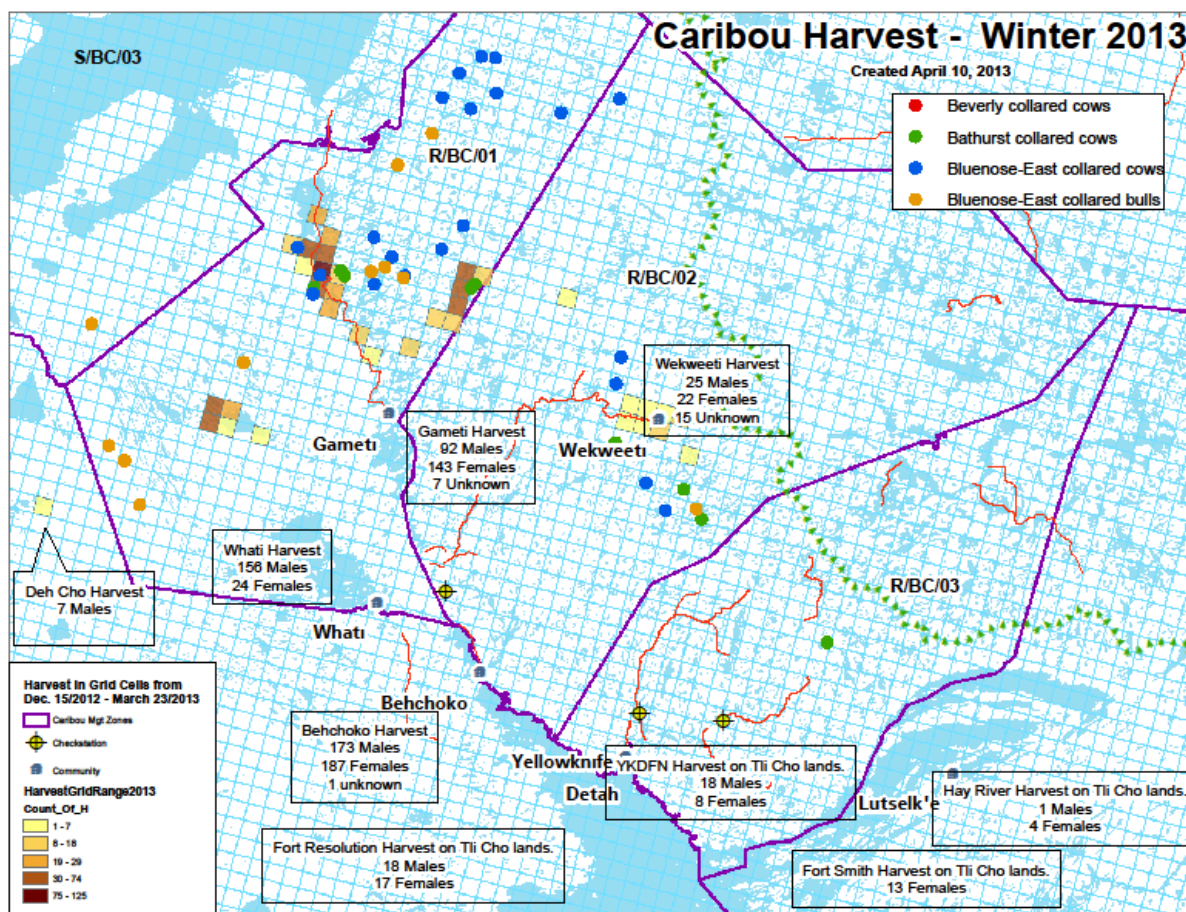 Caribou Harvest - Winter 2013
Created April 10, 2013
S/BC/03
Beverly collared cows
Bathurst collared cows
Bluenose-East collared cows
Bluenose-East collared bulls
R/BC/01
R/BC/02
Wekweeti Harvest
25 Males
22 Females
15 Unknown
Gametı
Gameti Harvest
92 Males
143 Females
7 Unknown
Wekweetı
Whati Harvest
156 Males
24 Females
Deh Cho Harvest
7 Males
R/BC/03
Whatı
Harvest In Grid Cells from
Dec. 15/2012 - March 23/2013
Caribou Mgt Zones
Checkstation
Community
HarvestGridRange2013
Count_Of_H
1 - 7
8 - 18
19 - 29
30 - 74
75 - 125
Behchoko
Behchoko Harvest
173 Males
187 Females
1 unknown
Yellowknife
Detah
YKDFN Harvest on Tli Cho lands.
18 Males
8 Females
Lutselk'e
Hay River Harvest on Tli Cho lands.
1 Males
4 Females
Fort Resolution Harvest on Tli Cho lands.
18 Males
17 Females
Fort Smith Harvest on Tli Cho lands.
13 Females